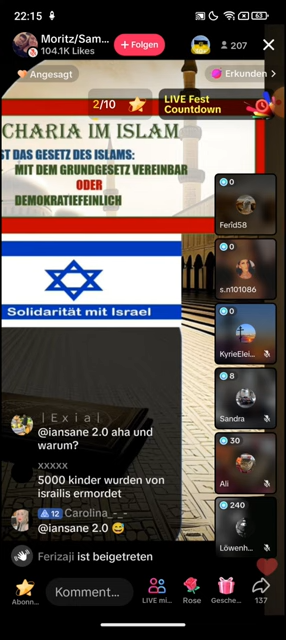 22:15
63
Moritz/Sam...
104.1K Likes
+ Folgen
207
Angesagt
Erkunden >
2/10
LIVE Fest
Countdown
CHARIA IM ISLAM
ST DAS GESETZ DES ISLAMS:
MIT DEM GRUNDGESETZ VEREINBAR
ODER
DEMOKRATIEFEINLICH
0
Ferid58
0
s.n101086
Solidarität mit Israel
0
KyrieElei...
8
Sandra
30
Ali
240
Löwenh...
| E x i a |
@iansane 2.0 aha und
warum?
xxxxx
5000 kinder wurden von
israilis ermordet
12 Carolina_-_-
@iansane 2.0 😅
Ferizaji ist beigetreten
Kommentar...
Abonn...
LIVE mi...
Rose
Gesche...
137